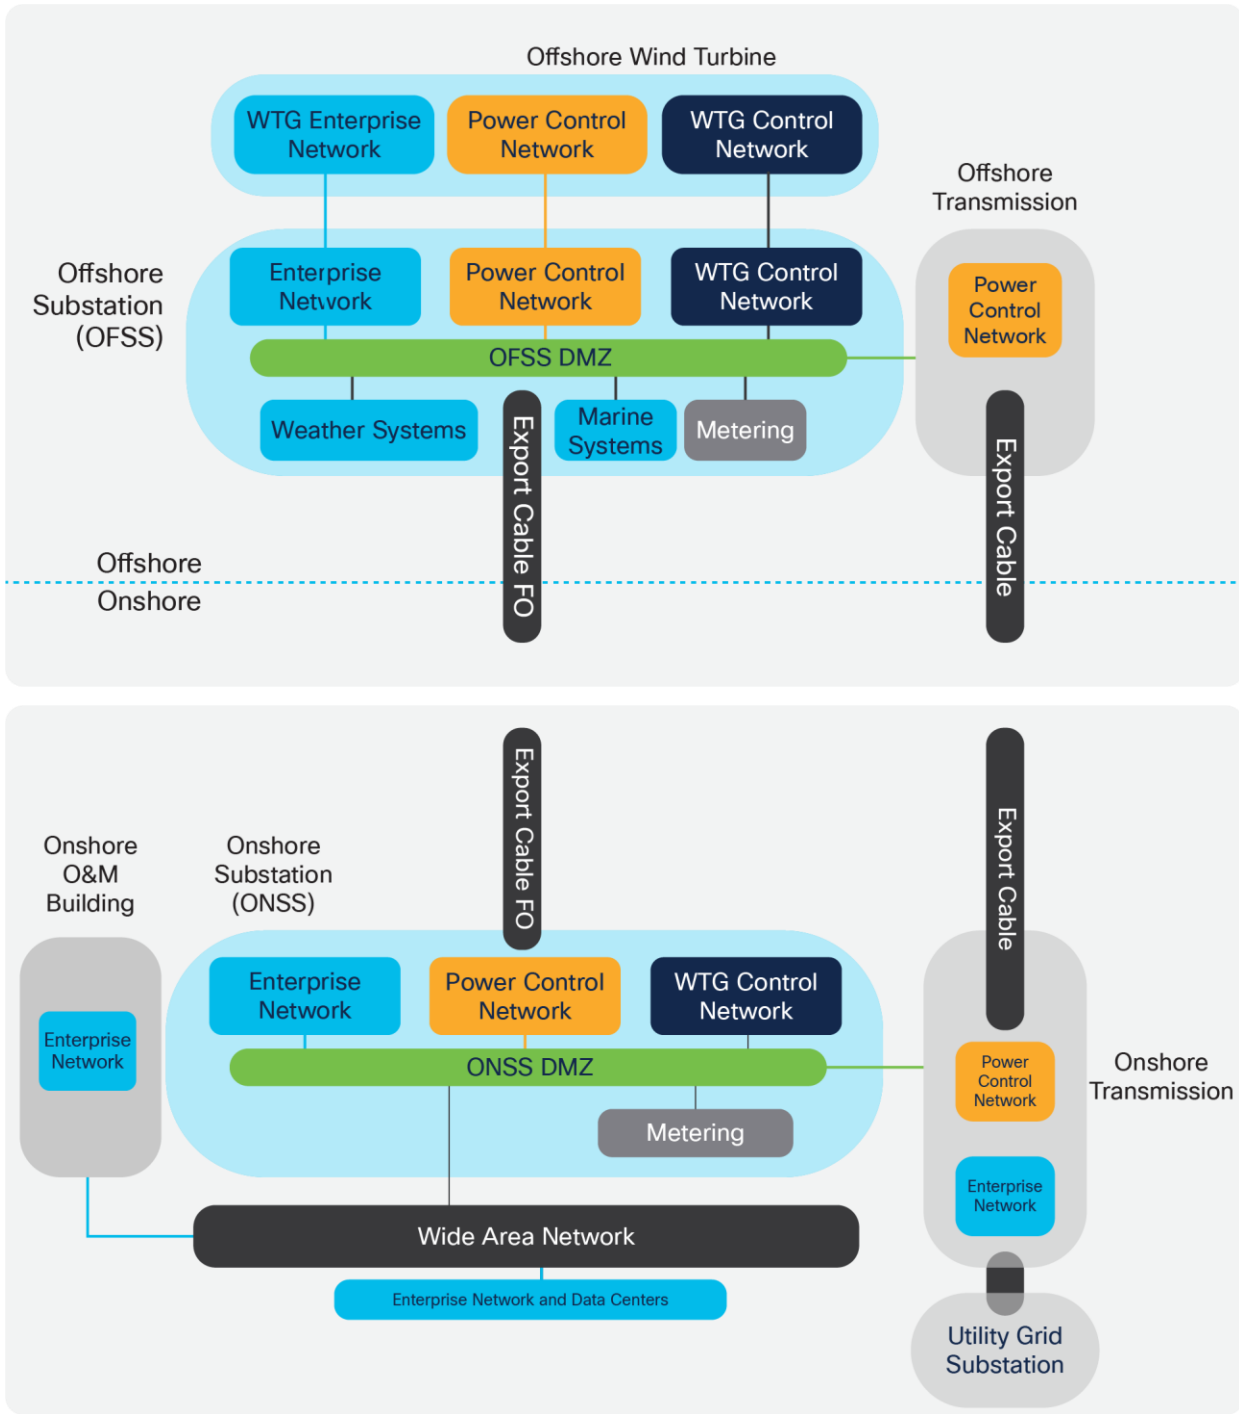 Offshore Wind Turbine
WTG Enterprise
Network
Power Control
Network
WTG Control
Network
Offshore
Transmission
Offshore
Substation
(OFSS)
Enterprise
Network
Power Control
Network
WTG Control
Network
Power
Control
Network
OFSS DMZ
Weather Systems
Export Cable FO
Marine
Systems
Metering
Export Cable
Offshore
Onshore
Export Cable FO
Export Cable
Onshore
O&M
Building
Onshore
Substation
(ONSS)
Enterprise
Network
Enterprise
Network
Power Control
Network
WTG Control
Network
ONSS DMZ
Metering
Power
Control
Network
Onshore
Transmission
Enterprise
Network
Wide Area Network
Enterprise Network and Data Centers
Utility Grid
Substation